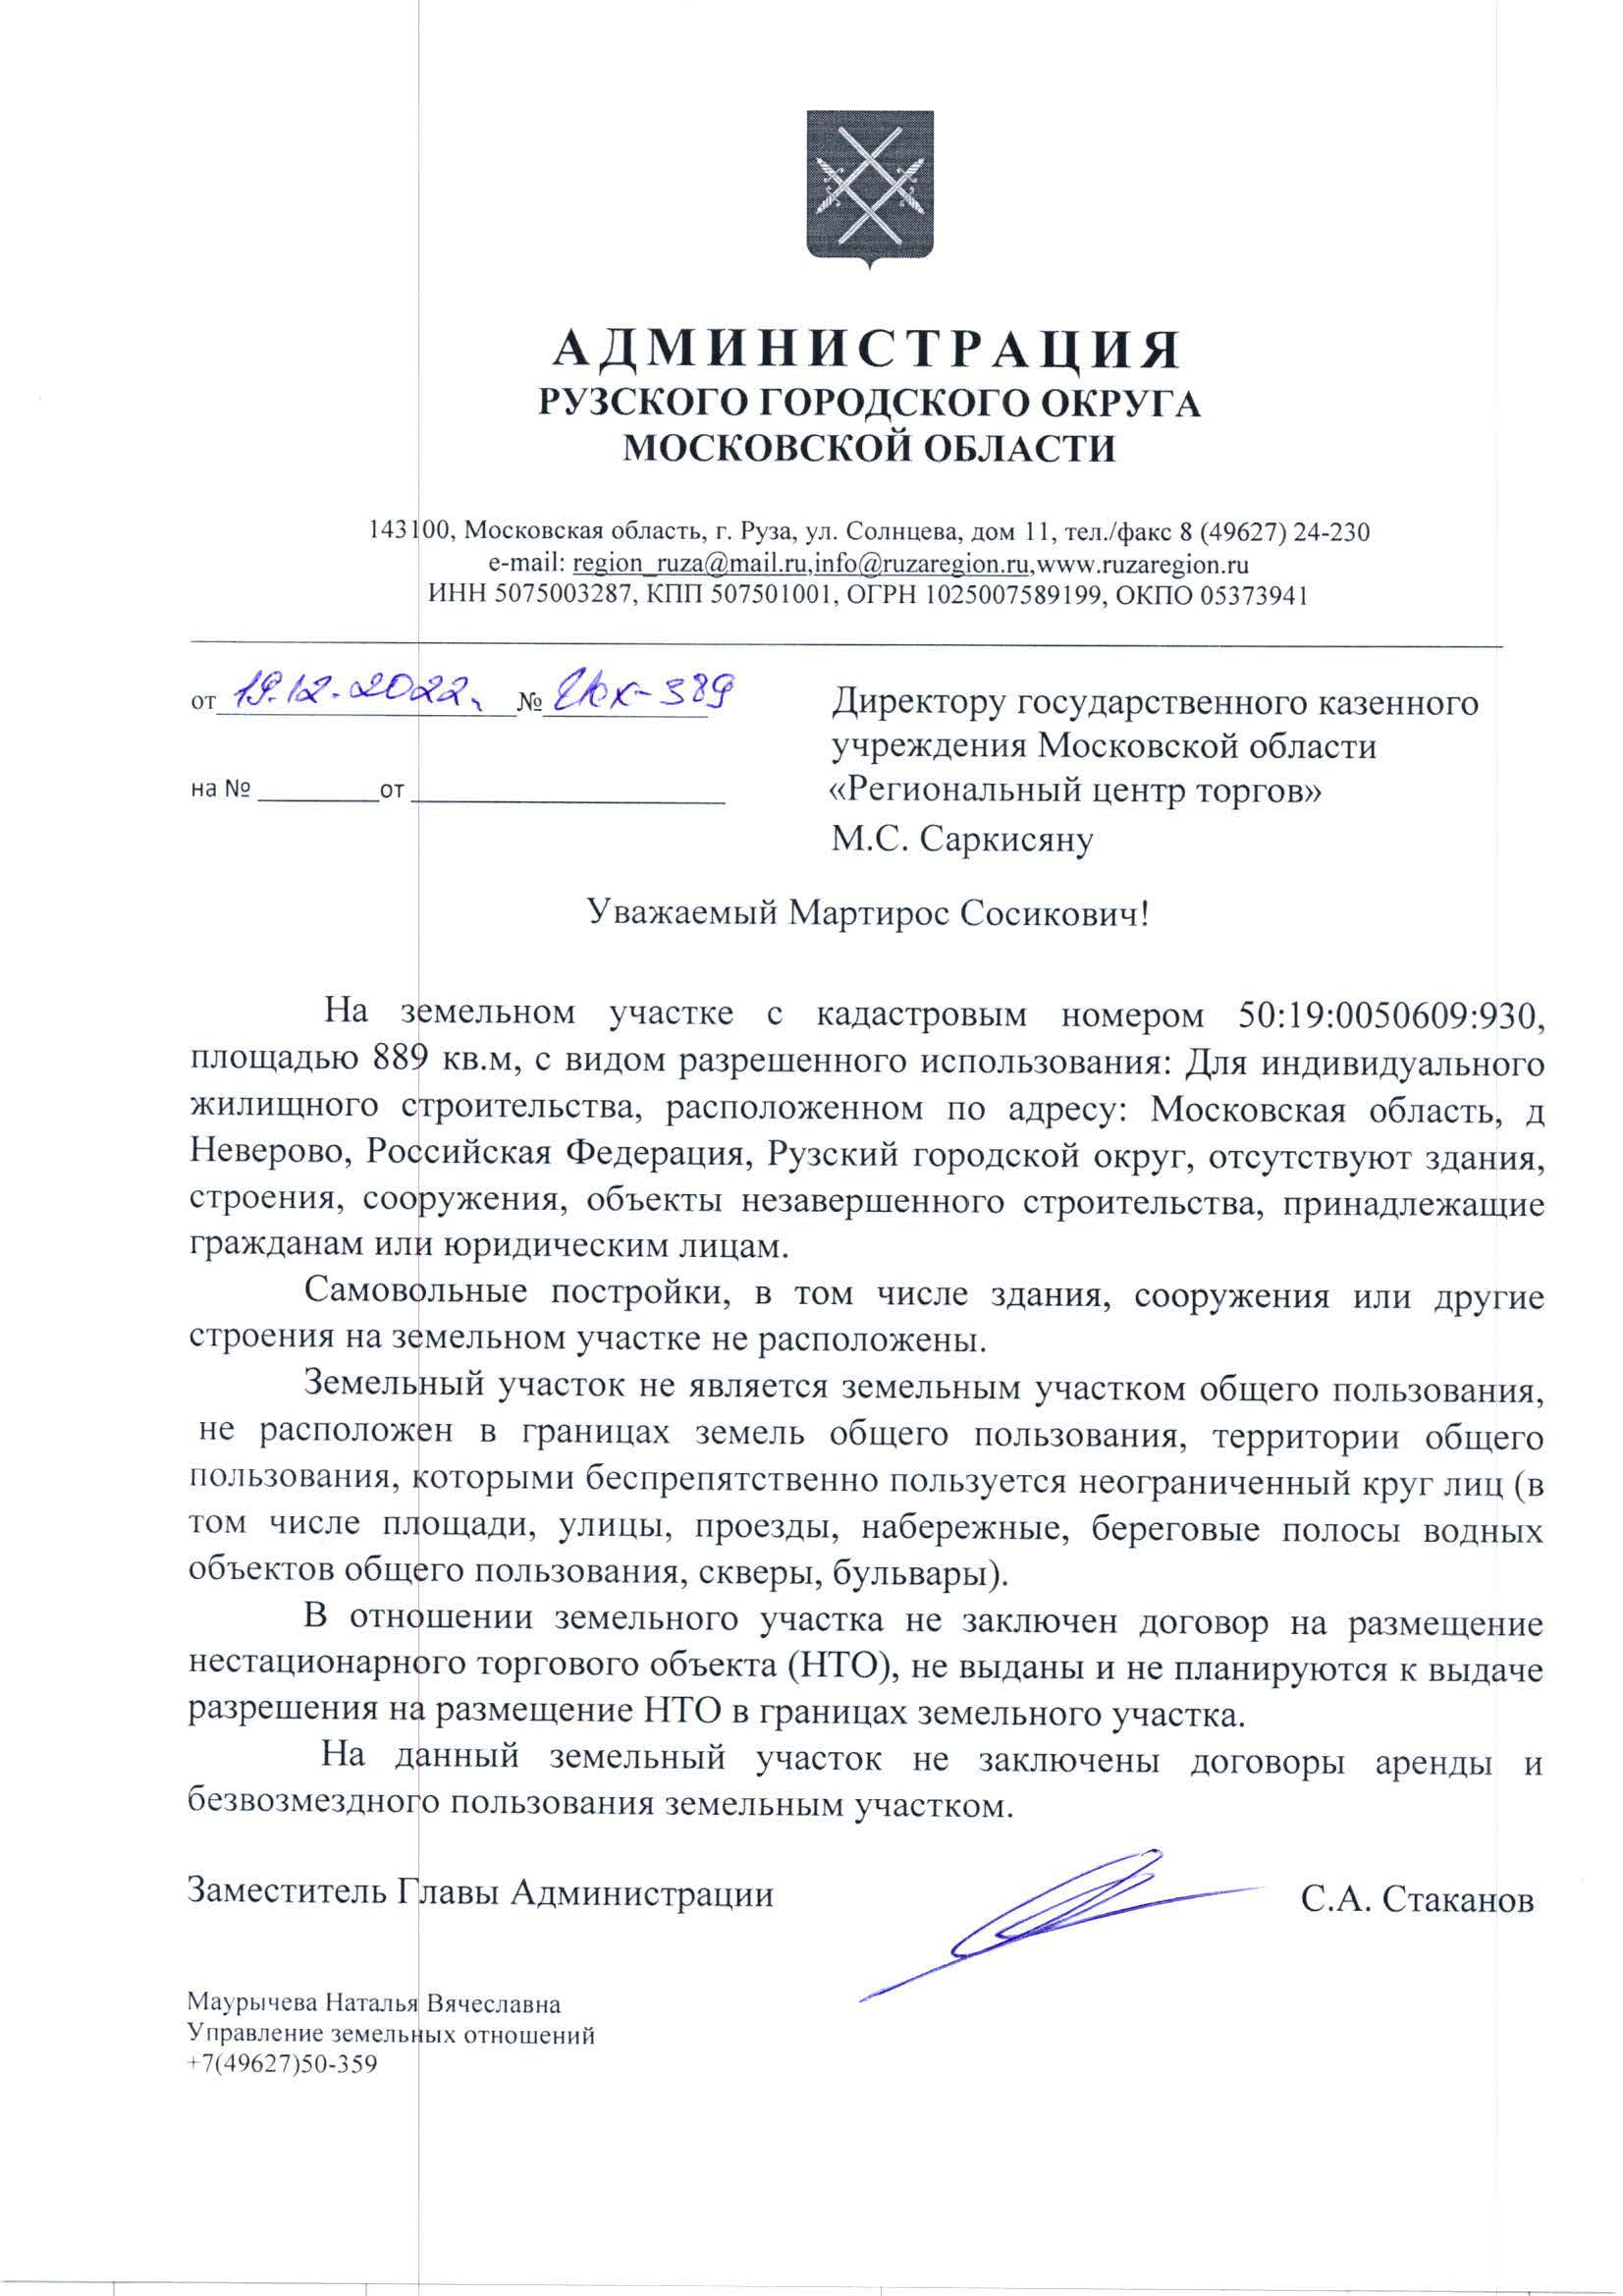 АДМИНИСТРАЦИЯ
РУЗСКОГО ГОРОДСКОГО ОКРУГА
МОСКОВСКОЙ ОБЛАСТИ
143100, Московская область, г. Руза, ул. Солнцева, дом 11, тел./факс 8 (49627) 24-230
e-mail: region_ruza@mail.ru,info@ruzaregion.ru,www.ruzaregion.ru
ИНН 5075003287, КПП 507501001, ОГРН 1025007589199, ОКПО 05373941
от 19.12.2022г № Исх-389
на № от
Директору государственного казенного
учреждения Московской области
«Региональный центр торгов»
М.С. Саркисяну
Уважаемый Мартирос Сосикович!
На земельном участке с кадастровым номером 50:19:0050609:930,
площадью 889 кв.м, с видом разрешенного использования: Для индивидуального
жилищного строительства, расположенном по адресу: Московская область, д
Неверово, Российская Федерация, Рузский городской округ, отсутствуют здания,
строения, сооружения, объекты незавершенного строительства, принадлежащие
гражданам или юридическим лицам.
Самовольные постройки, в том числе здания, сооружения или другие
строения на земельном участке не расположены.
Земельный участок не является земельным участком общего пользования,
не расположен в границах земель общего пользования, территории общего
пользования, которыми беспрепятственно пользуется неограниченный круг лиц (в
том числе площади, улицы, проезды, набережные, береговые полосы водных
объектов общего пользования, скверы, бульвары).
В отношении земельного участка не заключен договор на размещение
нестационарного торгового объекта (НТО), не выданы и не планируются к выдаче
разрешения на размещение НТО в границах земельного участка.
На данный земельный участок не заключены договоры аренды и
безвозмездного пользования земельным участком.
Заместитель Главы Администрации С.А. Стаканов
Маурычева Наталья Вячеславна
Управление земельных отношений
+7(49627)50-359